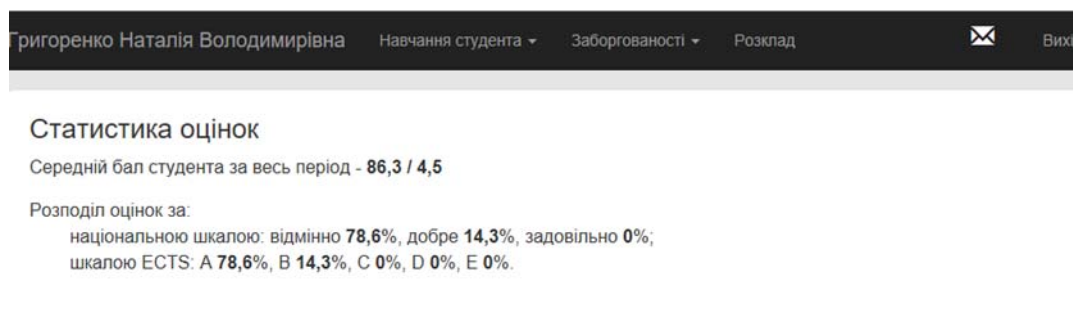 Григоренко Наталія Володимирівна Навчання студента Заборгованості Розклад
Статистика оцінок
Середній бал студента за весь період - 86,3 / 4,5
Розподіл оцінок за:
національною шкалою: відмінно 78,6%, добре 14,3%, задовільно 0%;
шкалою ECTS: A 78,6%, B 14,3%, C 0%, D 0%, E 0%.